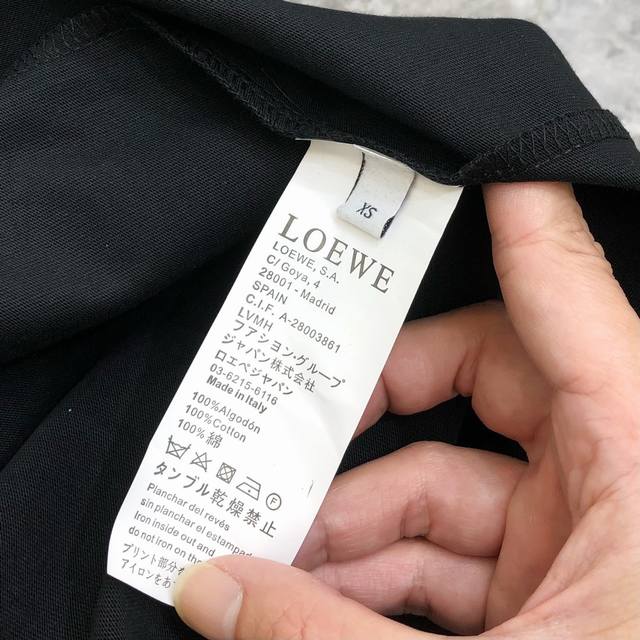 XS
LOEWE
LOEWE, S.A.
C/ Goya, 4
28001 - Madrid
SPAIN
C.I.F. A-28003861
LVMH
ファション・グループ
ジャパン株式会社
ロエベジャパン
03-6215-6116
Made in Italy
100%Algodón
100%Cotton
100%綿
F
タンブル乾燥禁止
Planchar del revés
sin planchar el estampado
Iron inside out and
do not iron on the
プリント部分
アイロンをあ